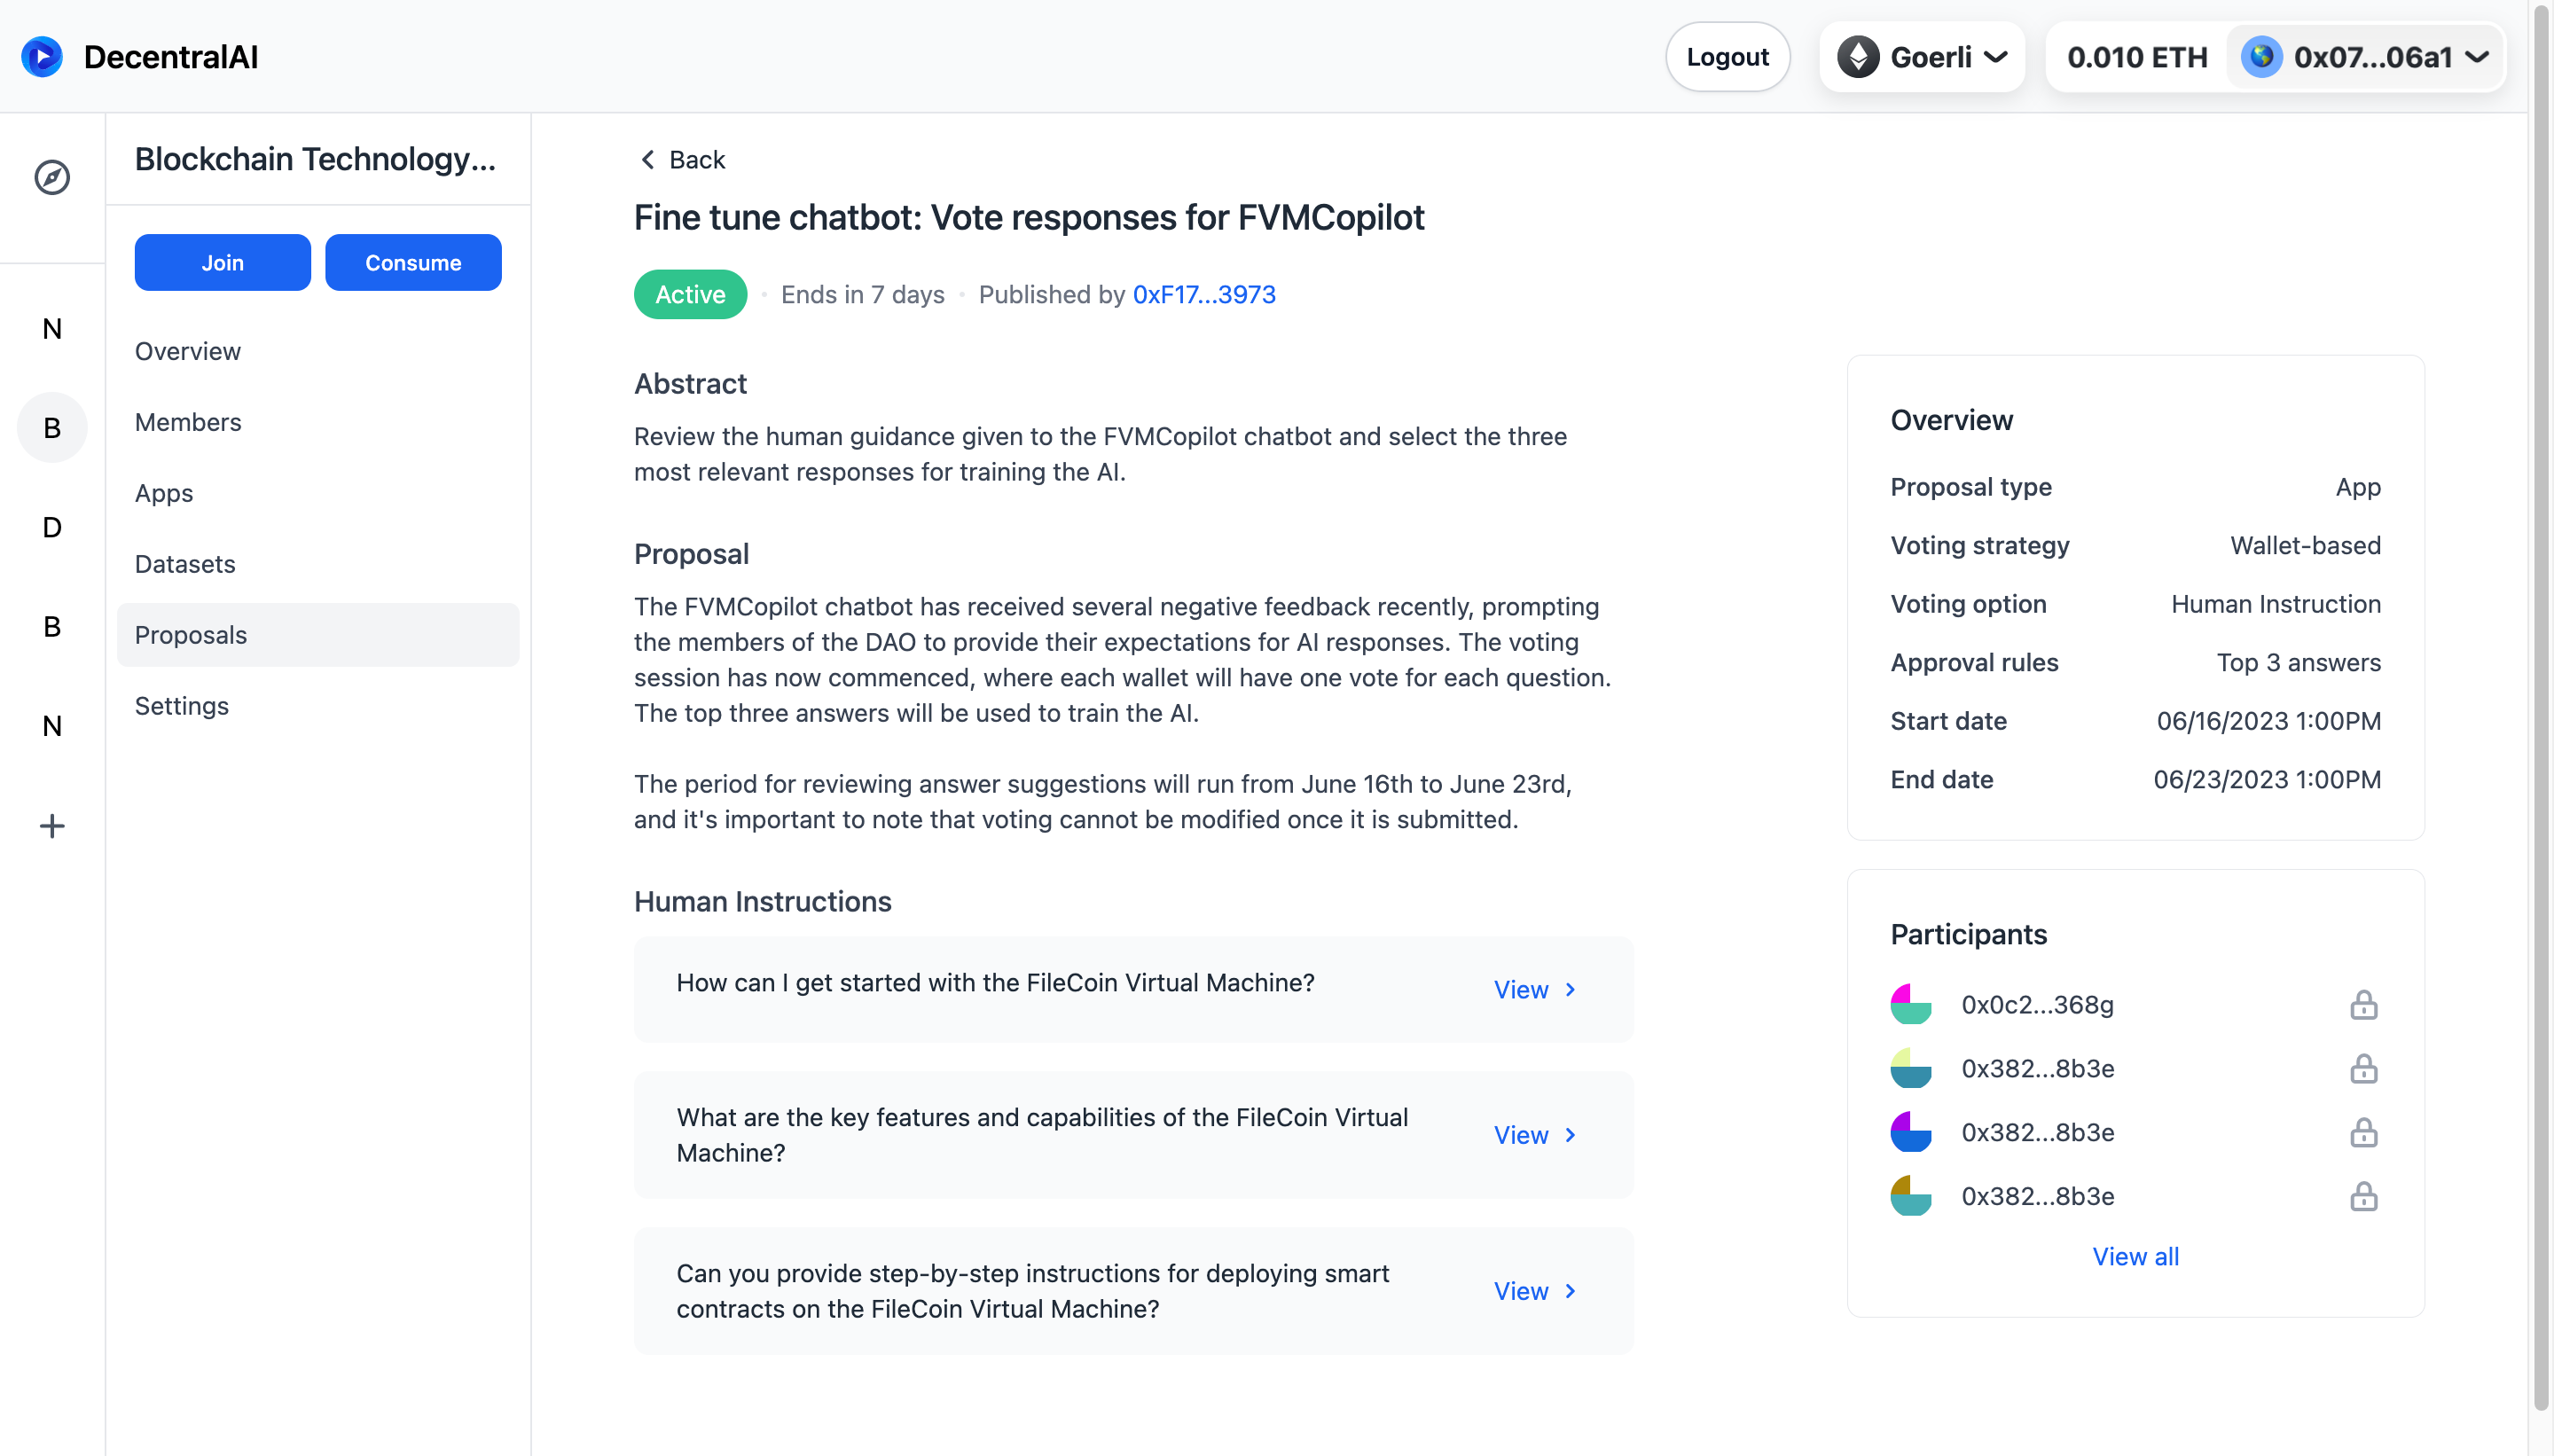 DecentralAI
Logout
Goerli
0.010 ETH
0x07...06a1
Blockchain Technology...
Join
Consume
N
B
D
B
N
Overview
Members
Apps
Datasets
Proposals
Settings
Back
Fine tune chatbot: Vote responses for FVMCopilot
Active
Ends in 7 days
Published by 0xF17...3973
Abstract
Review the human guidance given to the FVMCopilot chatbot and select the three
most relevant responses for training the AI.
Proposal
The FVMCopilot chatbot has received several negative feedback recently, prompting
the members of the DAO to provide their expectations for AI responses. The voting
session has now commenced, where each wallet will have one vote for each question.
The top three answers will be used to train the AI.
The period for reviewing answer suggestions will run from June 16th to June 23rd,
and it's important to note that voting cannot be modified once it is submitted.
Human Instructions
How can I get started with the FileCoin Virtual Machine?
View
What are the key features and capabilities of the FileCoin Virtual
Machine?
View
Can you provide step-by-step instructions for deploying smart
contracts on the FileCoin Virtual Machine?
View
Overview
Proposal type App
Voting strategy Wallet-based
Voting option Human Instruction
Approval rules Top 3 answers
Start date 06/16/2023 1:00PM
End date 06/23/2023 1:00PM
Participants
0x0c2...368g
0x382...8b3e
0x382...8b3e
0x382...8b3e
View all